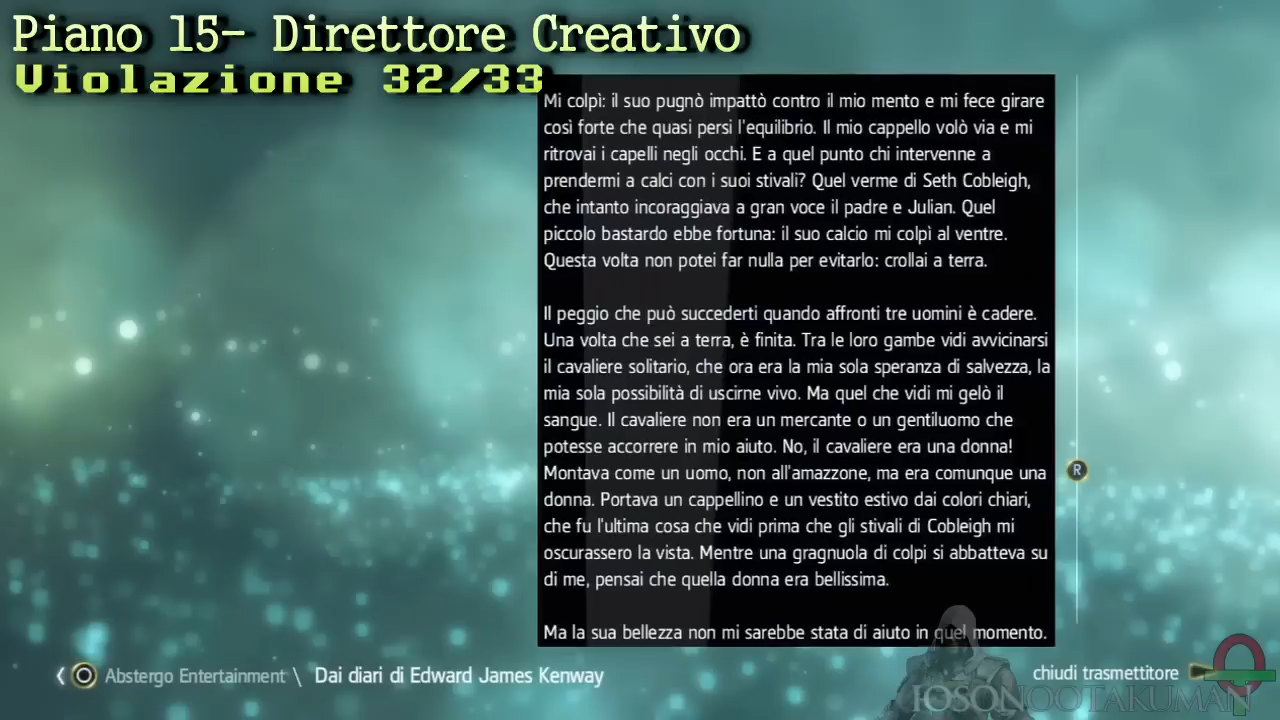 Piano 15- Direttore Creativo
Violazione 32/33
Mi colpì: il suo pugnò impattò contro il mio mento e mi fece girare
così forte che quasi persi l'equilibrio. Il mio cappello volò via e mi
ritrovai i capelli negli occhi. E a quel punto chi intervenne a
prendermi a calci con i suoi stivali? Quel verme di Seth Cobleigh,
che intanto incoraggiava a gran voce il padre e Julian. Quel
piccolo bastardo ebbe fortuna: il suo calcio mi colpì al ventre.
Questa volta non potei far nulla per evitarlo: crollai a terra.
Il peggio che può succederti quando affronti tre uomini è cadere.
Una volta che sei a terra, è finita. Tra le loro gambe vidi avvicinarsi
il cavaliere solitario, che ora era la mia sola speranza di salvezza, la
mia sola possibilità di uscirne vivo. Ma quel che vidi mi gelò il
sangue. Il cavaliere non era un mercante o un gentiluomo che
potesse accorrere in mio aiuto. No, il cavaliere era una donna!
Montava come un uomo, non all'amazzone, ma era comunque una
donna. Portava un cappellino e un vestito estivo dai colori chiari,
che fu l'ultima cosa che vidi prima che gli stivali di Cobleigh mi
oscurassero la vista. Mentre una gragnuola di colpi si abbatteva su
di me, pensai che quella donna era bellissima.
Ma la sua bellezza non mi sarebbe stata di aiuto in quel momento.
R
Abstergo Entertainment \ Dai diari di Edward James Kenway
chiudi trasmettitore
IOSONOOTAKUMAN